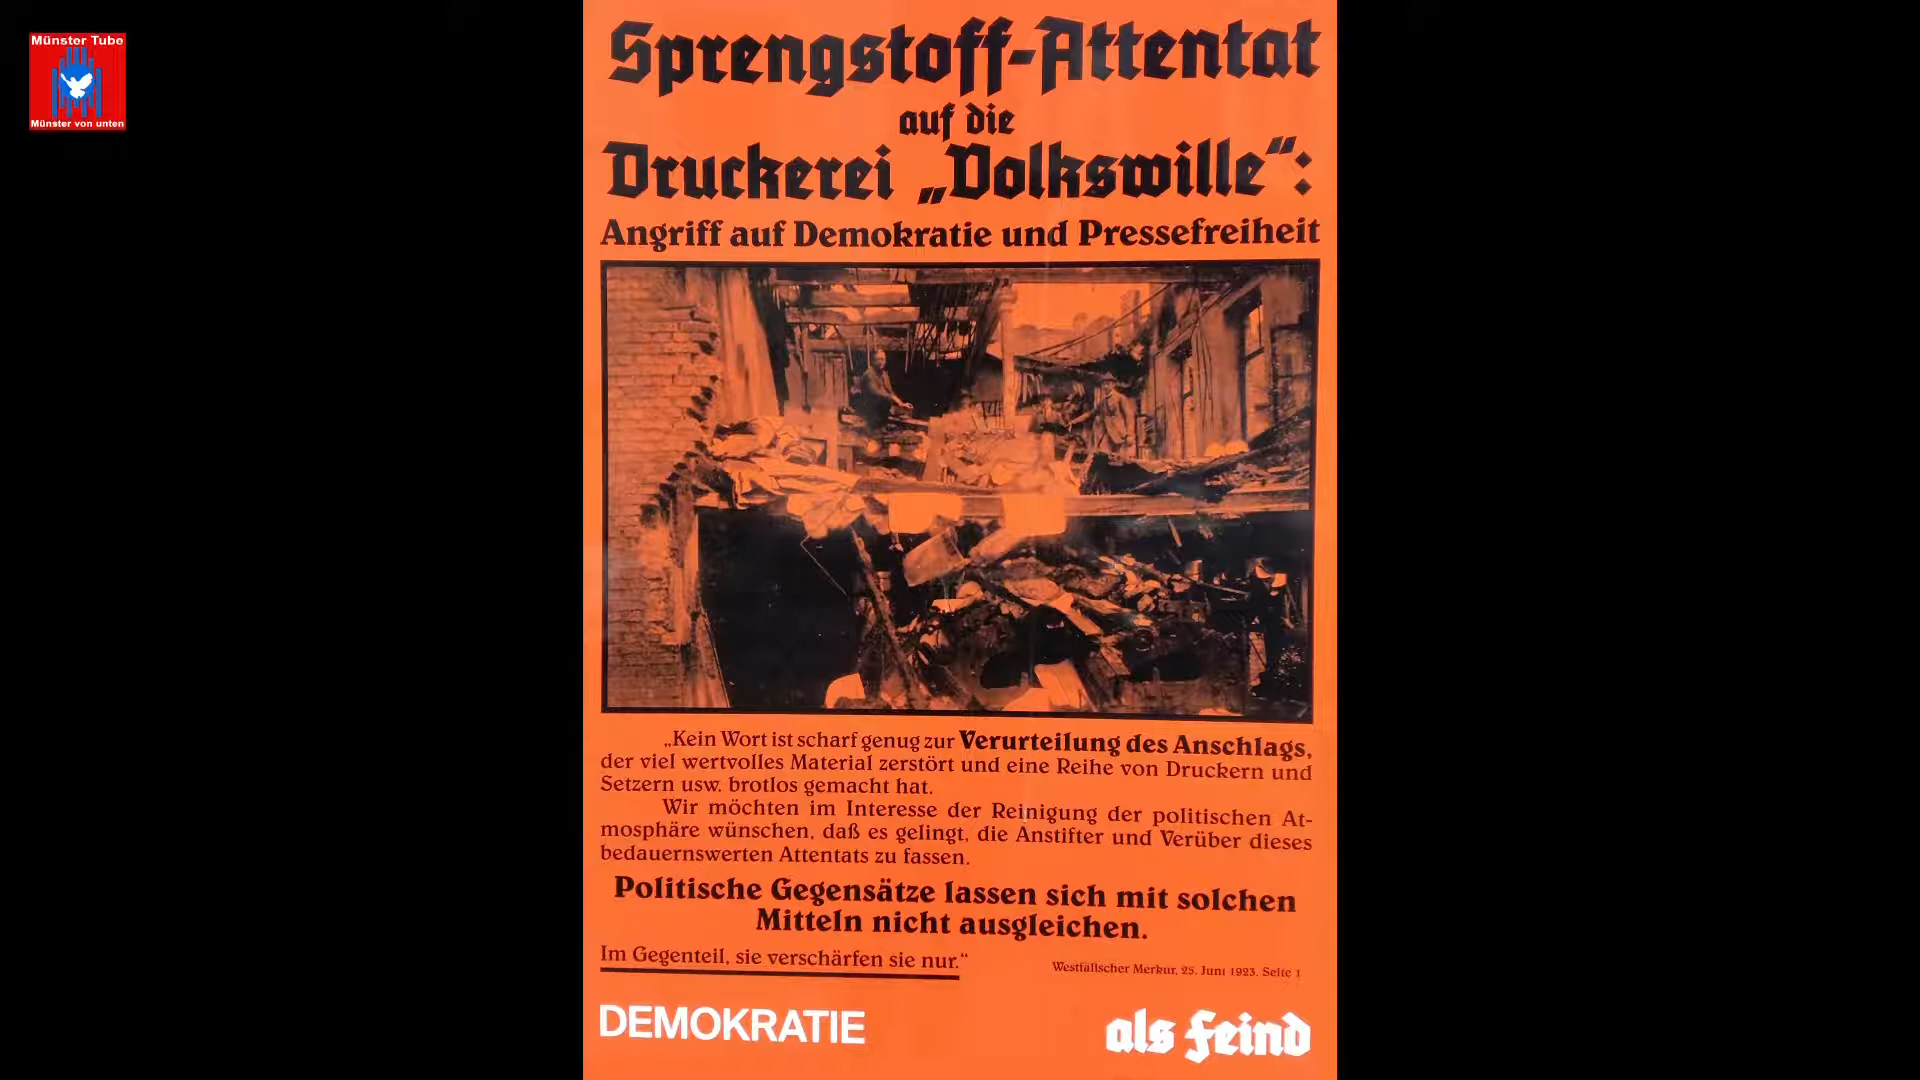 Münster Tube
Münster von unten
Sprengstoff-Attentat
auf die
Druckerei „Volkswille“:
Angriff auf Demokratie und Pressefreiheit
„Kein Wort ist scharf genug zur Verurteilung des Anschlags,
der viel wertvolles Material zerstört und eine Reihe von Druckern und
Setzern usw. brotlos gemacht hat.
Wir möchten im Interesse der Reinigung der politischen At-
mosphäre wünschen, daß es gelingt, die Anstifter und Verüber dieses
bedauernswerten Attentats zu fassen.
Politische Gegensätze lassen sich mit solchen
Mitteln nicht ausgleichen.
Im Gegenteil, sie verschärfen sie nur.“
Westfälischer Merkur, 25. Juni 1923, Seite 1
DEMOKRATIE
als Feind